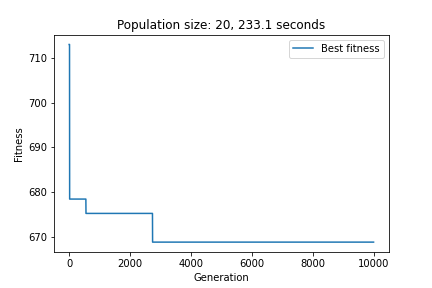 Population size: 20, 233.1 seconds
Best fitness
710
700
690
680
670
Fitness
0 2000 4000 6000 8000 10000
Generation